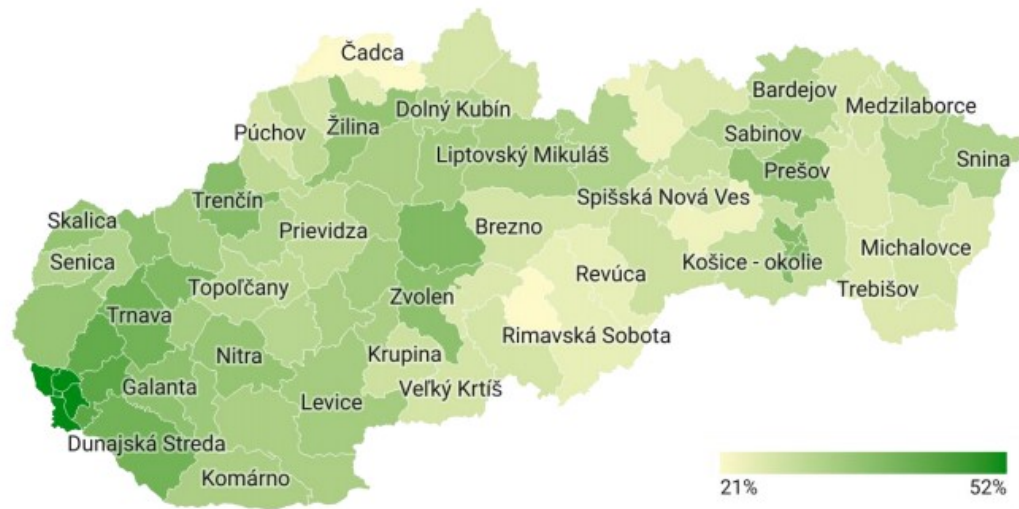 Čadca
Bardejov
Medzilaborce
Dolný Kubín
Púchov
Žilina
Sabinov
Liptovský Mikuláš
Snina
Prešov
Trenčín
Spišská Nová Ves
Skalica
Prievidza
Brezno
Michalovce
Senica
Košice - okolie
Revúca
Topoľčany
Zvolen
Trebišov
Trnava
Rimavská Sobota
Nitra
Krupina
Galanta
Veľký Krtíš
Levice
Dunajská Streda
Komárno
21%
52%